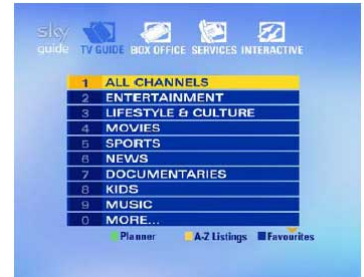 sky guide TV GUIDE BOX OFFICE SERVICES INTERACTIVE
1 ALL CHANNELS
2 ENTERTAINMENT
3 LIFESTYLE & CULTURE
4 MOVIES
5 SPORTS
6 NEWS
7 DOCUMENTARIES
8 KIDS
9 MUSIC
0 MORE...
Planner A-Z Listings Favourites